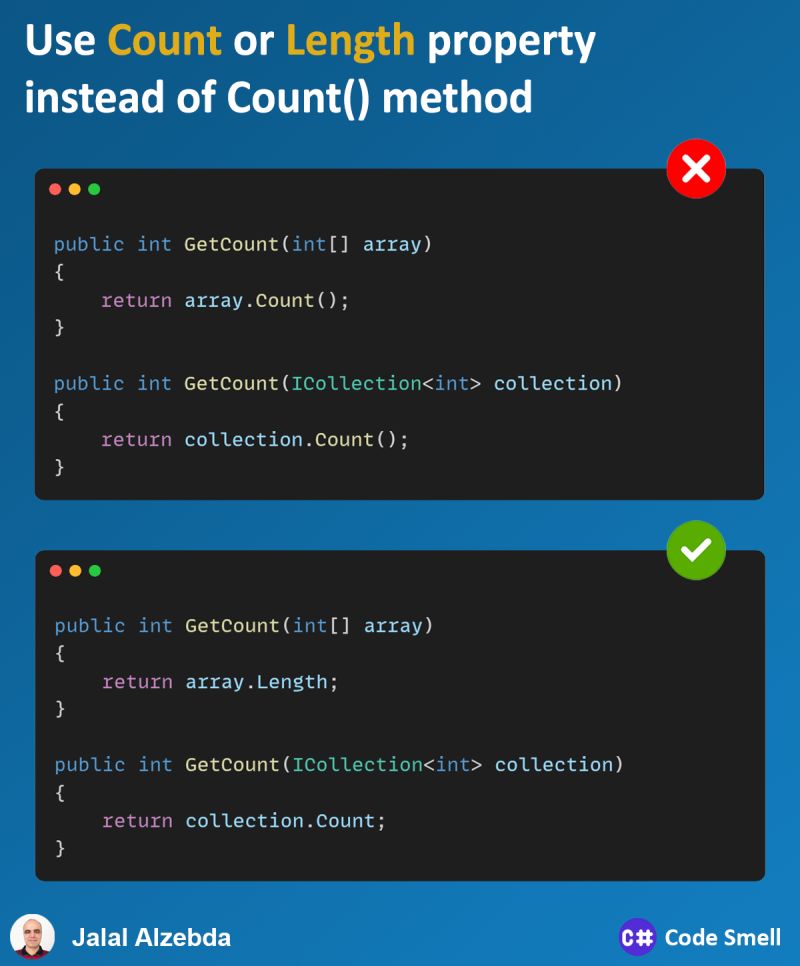 Use Count or Length property
instead of Count() method
public int GetCount(int[] array)
{
    return array.Count();
}
public int GetCount(ICollection<int> collection)
{
    return collection.Count();
}
public int GetCount(int[] array)
{
    return array.Length;
}
public int GetCount(ICollection<int> collection)
{
    return collection.Count;
}
Jalal Alzebda
C# Code Smell